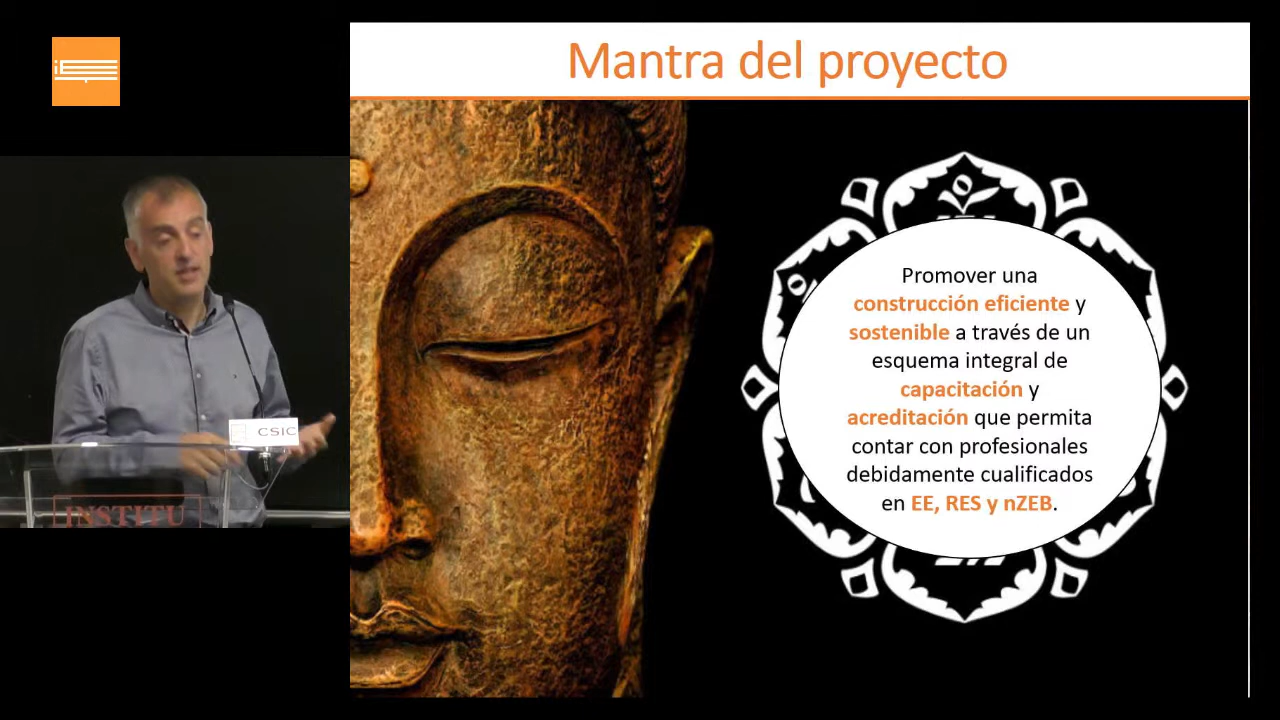 Mantra del proyecto
Promover una
construcción eficiente y
sostenible a través de un
esquema integral de
capacitación y
acreditación que permita
contar con profesionales
debidamente cualificados
en EE, RES y nZEB.
CSIC
INSTITU